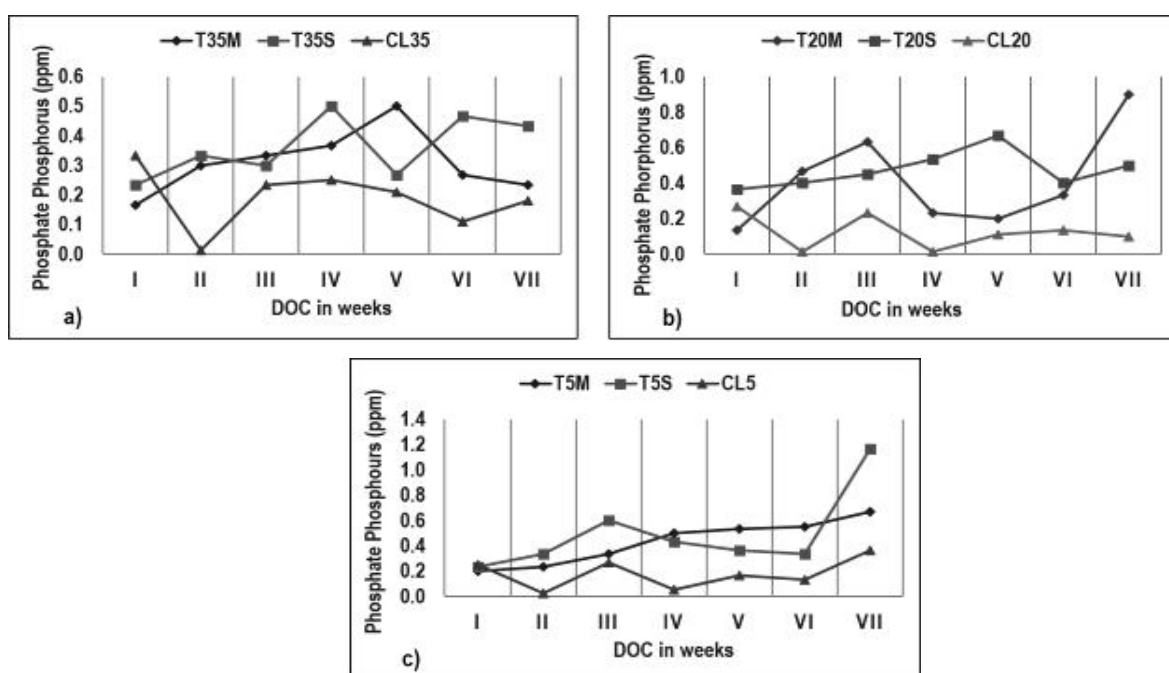 T35M T35S CL35
Phosphate Phosphorus (ppm)
0.6
0.5
0.4
0.3
0.2
0.1
0.0
I II III IV V VI VII
DOC in weeks
a)
T20M T20S CL20
Phosphate Phorphorus (ppm)
1.0
0.8
0.6
0.4
0.2
0.0
I II III IV V VI VII
DOC in weeks
b)
T5M T5S CL5
Phosphate Phosphours (ppm)
1.4
1.2
1.0
0.8
0.6
0.4
0.2
0.0
I II III IV V VI VII
DOC in weeks
c)